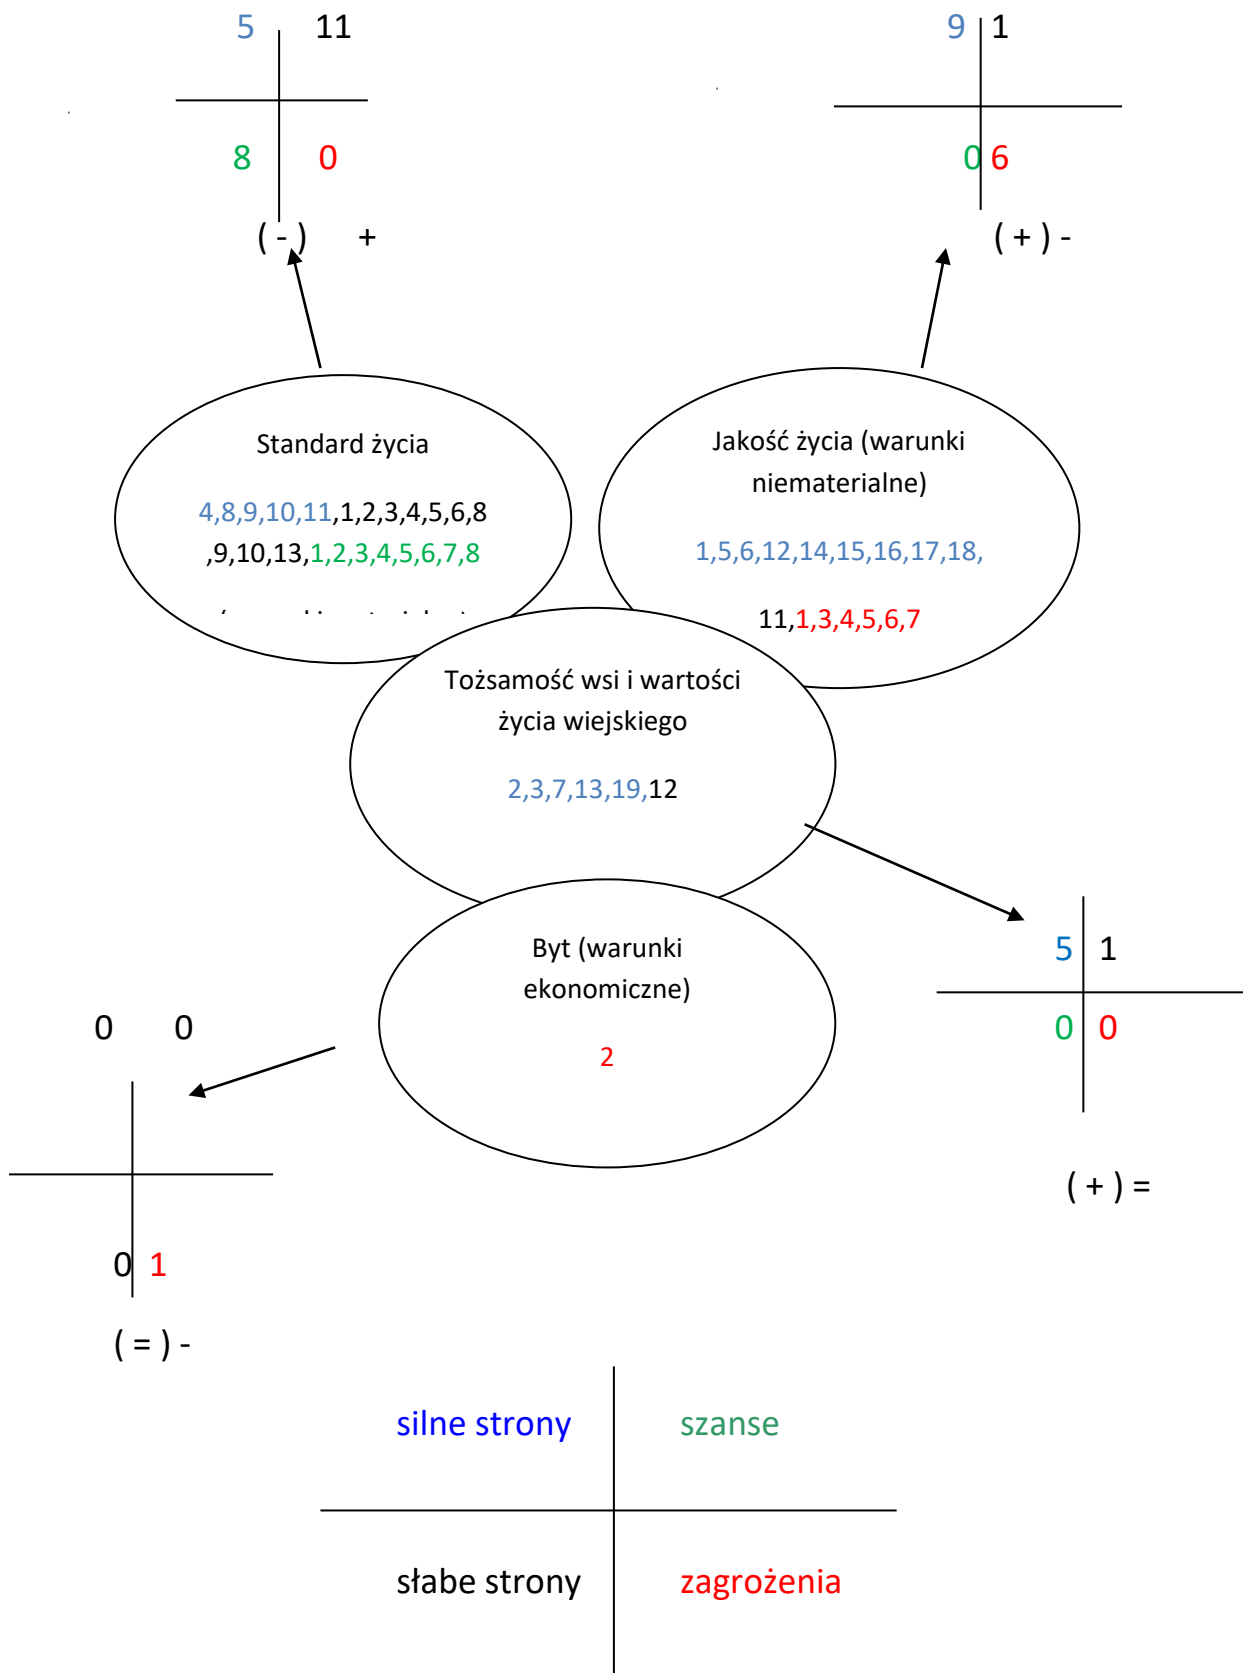 5 11
9 1
8 0
0 6
( - ) +
( + ) -
Standard życia
4,8,9,10,11,1,2,3,4,5,6,8
,9,10,13,1,2,3,4,5,6,7,8
Jakość życia (warunki
niematerialne)
1,5,6,12,14,15,16,17,18,
11,1,3,4,5,6,7
Tożsamość wsi i wartości
życia wiejskiego
2,3,7,13,19,12
Byt (warunki
ekonomiczne)
2
5 1
0 0
0 0
0 1
( + ) =
( = ) -
silne strony
szanse
słabe strony
zagrożenia